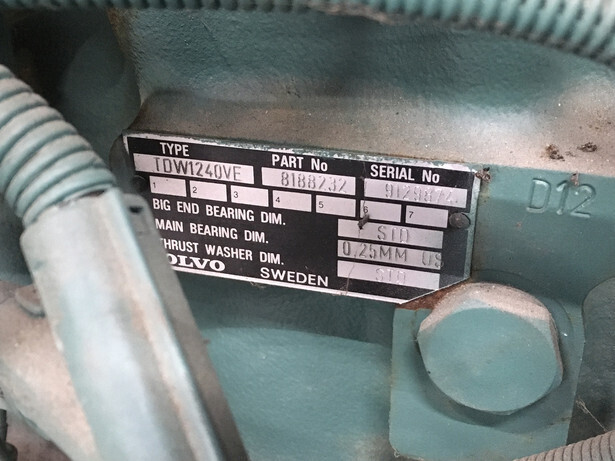 TYPE PART No SERIAL No
TDW1240VE 8188232
1 2 3 4 5 6 7
BIG END BEARING DIM. STD
MAIN BEARING DIM. 0,25MM US
THRUST WASHER DIM. STD
VOLVO SWEDEN
D12